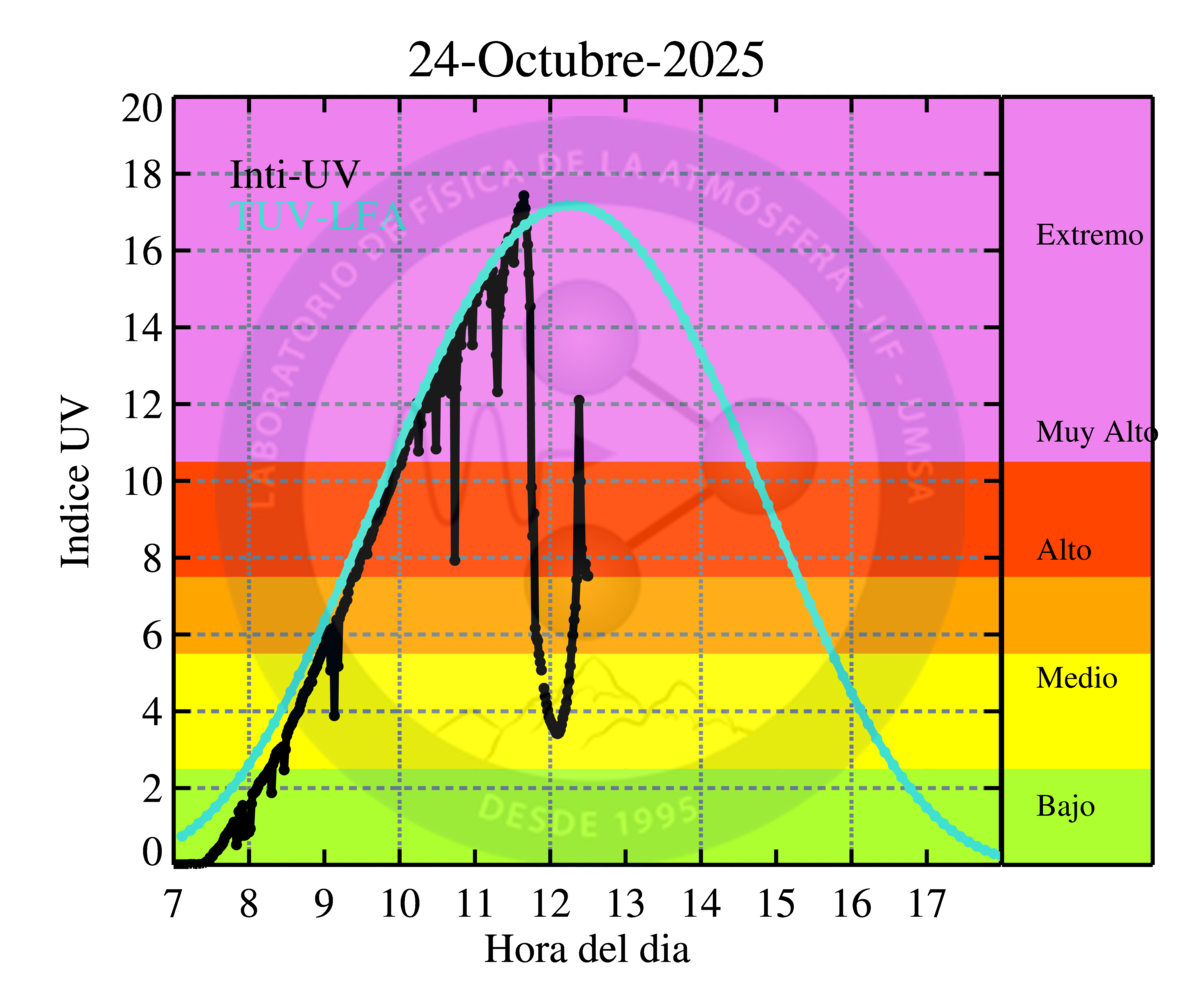 24-Octubre-2025
Inti-UV
TUV-LFA
LABORATORIO DE FÍSICA DE LA ATMÓSFERA - IIF - UMSA
DESDE 1995
Indice UV
20
18
16
14
12
10
8
6
4
2
0
7 8 9 10 11 12 13 14 15 16 17
Hora del dia
Extremo
Muy Alto
Alto
Medio
Bajo